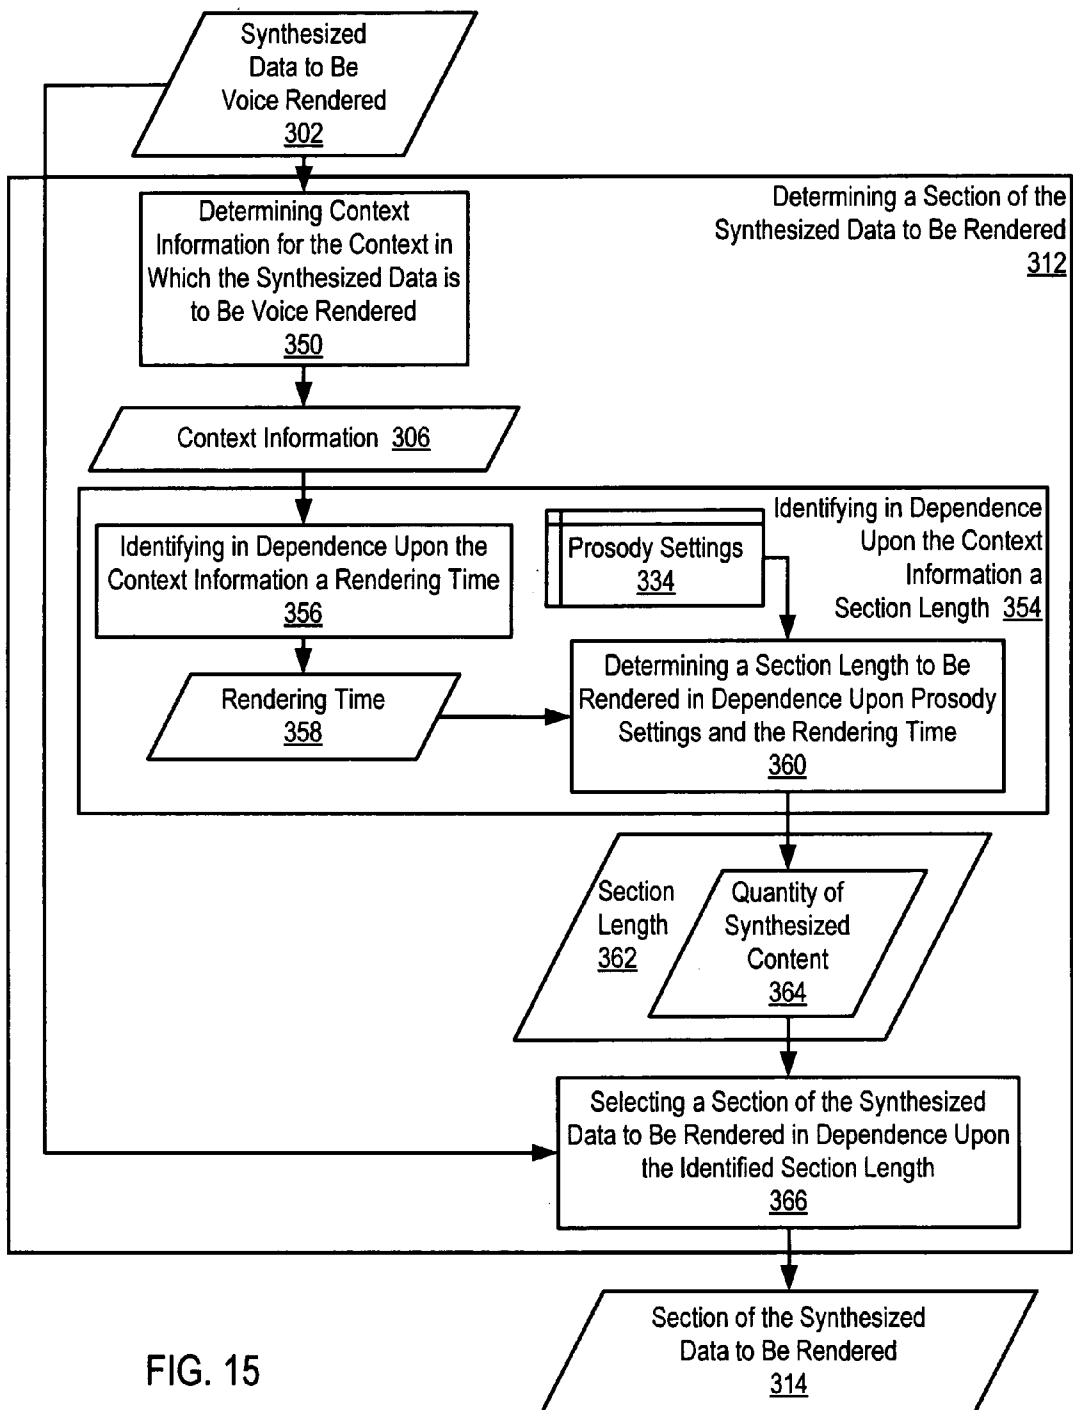 Synthesized
Data to Be
Voice Rendered
302
Determining a Section of the
Synthesized Data to Be Rendered
312
Determining Context
Information for the Context in
Which the Synthesized Data is
to Be Voice Rendered
350
Context Information 306
Identifying in Dependence
Upon the Context
Information a
Section Length 354
Identifying in Dependence Upon the
Context Information a Rendering Time
356
Prosody Settings
334
Rendering Time
358
Determining a Section Length to Be
Rendered in Dependence Upon Prosody
Settings and the Rendering Time
360
Section
Length
362
Quantity of
Synthesized
Content
364
Selecting a Section of the Synthesized
Data to Be Rendered in Dependence Upon
the Identified Section Length
366
Section of the Synthesized
Data to Be Rendered
314
FIG. 15